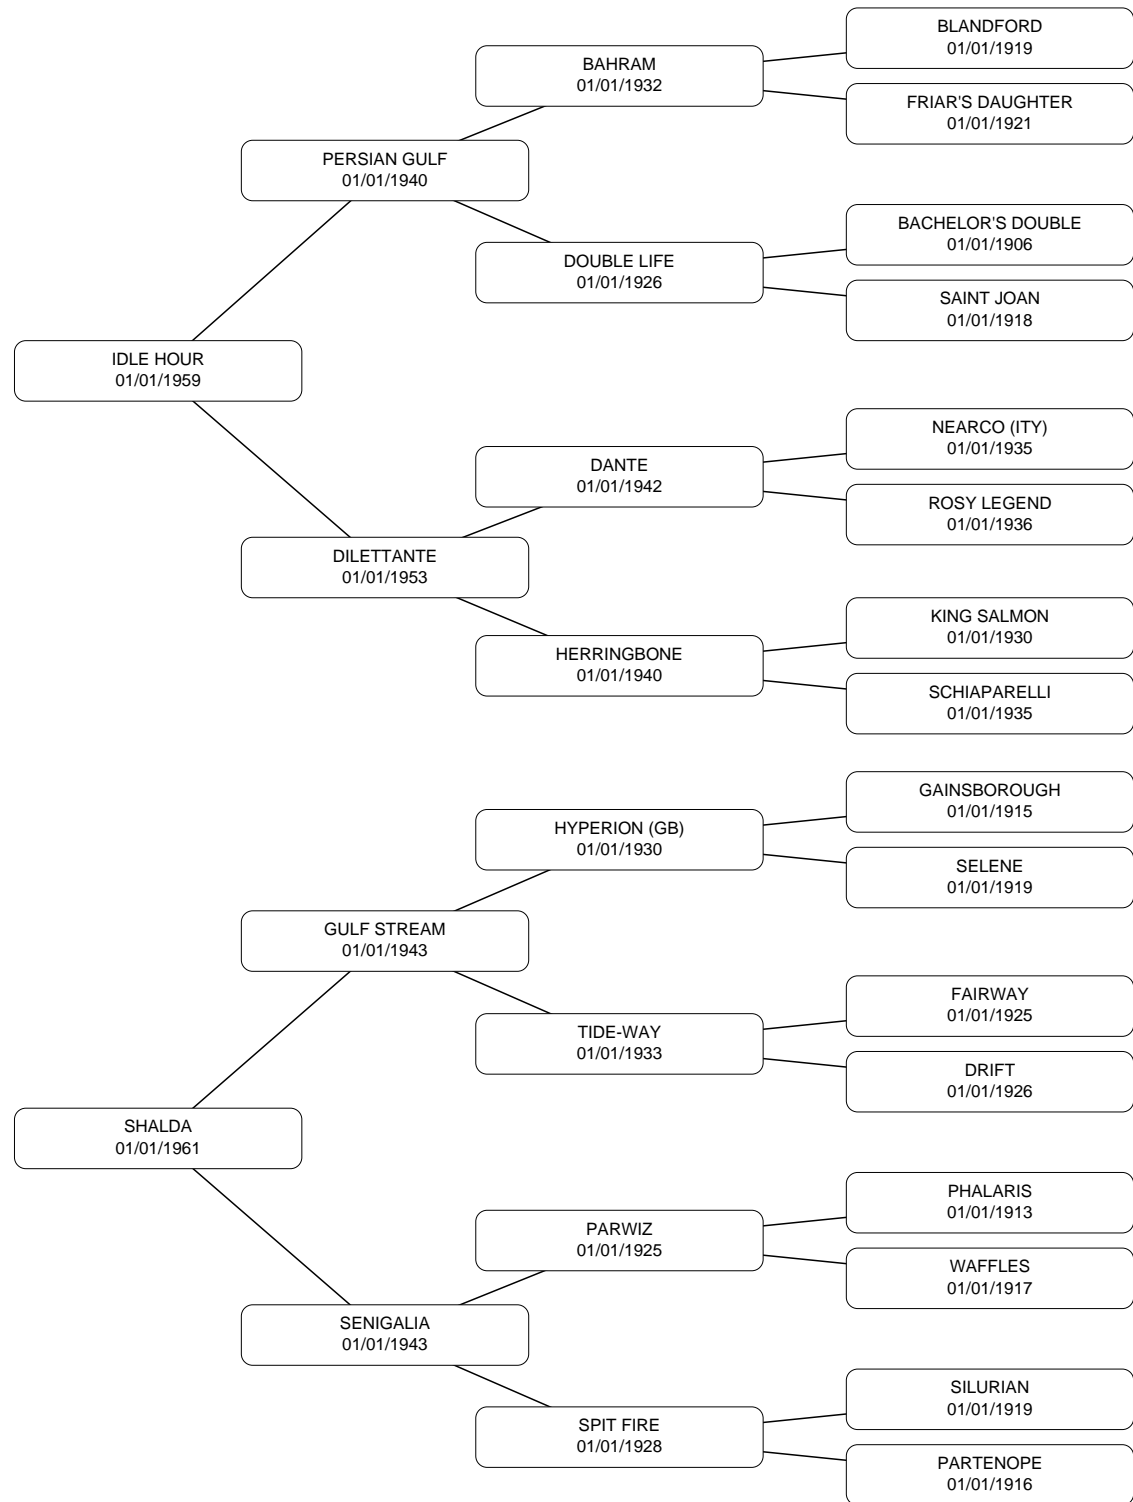 BLANDFORD
01/01/1919
BAHRAM
01/01/1932
FRIAR'S DAUGHTER
01/01/1921
PERSIAN GULF
01/01/1940
BACHELOR'S DOUBLE
01/01/1906
DOUBLE LIFE
01/01/1926
SAINT JOAN
01/01/1918
IDLE HOUR
01/01/1959
NEARCO (ITY)
01/01/1935
DANTE
01/01/1942
ROSY LEGEND
01/01/1936
DILETTANTE
01/01/1953
KING SALMON
01/01/1930
HERRINGBONE
01/01/1940
SCHIAPARELLI
01/01/1935
GAINSBOROUGH
01/01/1915
HYPERION (GB)
01/01/1930
SELENE
01/01/1919
GULF STREAM
01/01/1943
FAIRWAY
01/01/1925
TIDE-WAY
01/01/1933
DRIFT
01/01/1926
SHALDA
01/01/1961
PHALARIS
01/01/1913
PARWIZ
01/01/1925
WAFFLES
01/01/1917
SENIGALIA
01/01/1943
SILURIAN
01/01/1919
SPIT FIRE
01/01/1928
PARTENOPE
01/01/1916